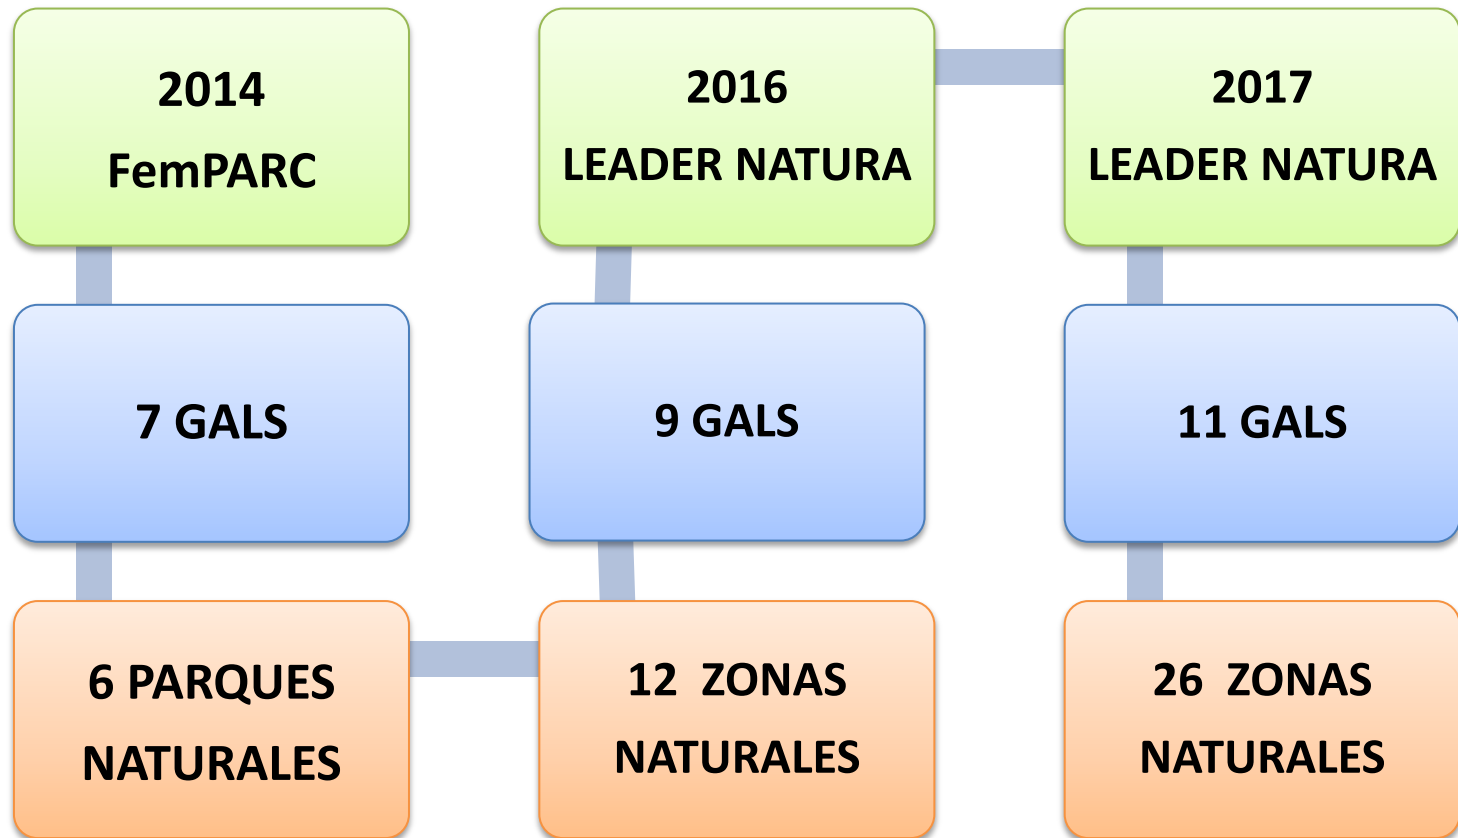 2014
FemPARC
7 GALS
6 PARQUES
NATURALES
2016
LEADER NATURA
9 GALS
12 ZONAS
NATURALES
2017
LEADER NATURA
11 GALS
26 ZONAS
NATURALES